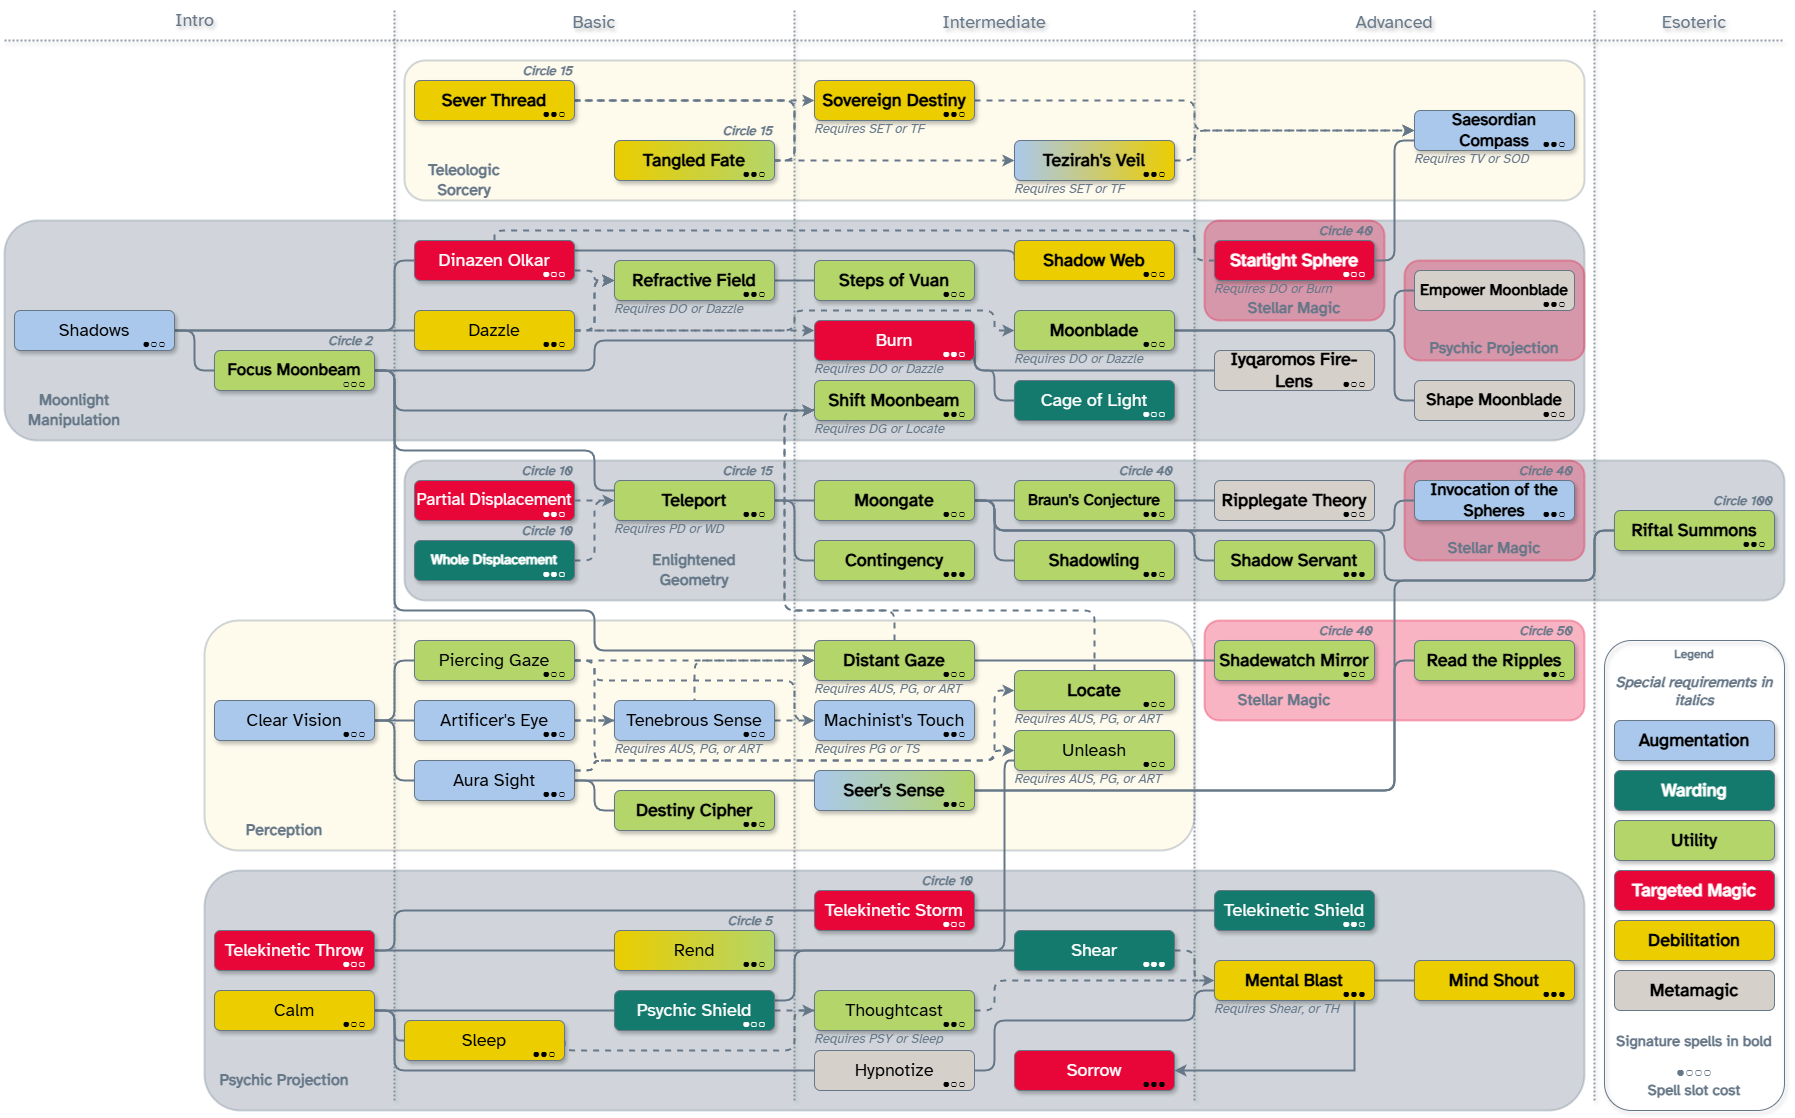 Intro
Basic
Intermediate
Advanced
Esoteric
Circle 15
Sever Thread
Sovereign Destiny
Requires SET or TF
Circle 15
Tangled Fate
Tezirah's Veil
Requires SET or TF
Saesordian
Compass
Requires TV or SOD
Teleologic
Sorcery
Dinazen Olkar
Refractive Field
Requires DO or Dazzle
Steps of Vuan
Shadow Web
Circle 40
Starlight Sphere
Requires DO or Burn
Stellar Magic
Empower Moonblade
Psychic Projection
Shadows
Circle 2
Focus Moonbeam
Dazzle
Burn
Requires DO or Dazzle
Moonblade
Requires DO or Dazzle
Iyqaromos Fire-
Lens
Shift Moonbeam
Requires DG or Locate
Cage of Light
Shape Moonblade
Moonlight
Manipulation
Circle 10
Partial Displacement
Circle 10
Whole Displacement
Circle 15
Teleport
Requires PD or WD
Enlightened
Geometry
Moongate
Contingency
Circle 40
Braun's Conjecture
Shadowling
Ripplegate Theory
Shadow Servant
Circle 40
Invocation of the
Spheres
Stellar Magic
Circle 100
Riftal Summons
Clear Vision
Piercing Gaze
Artificer's Eye
Aura Sight
Tenebrous Sense
Requires AUS, PG, or ART
Destiny Cipher
Distant Gaze
Requires AUS, PG, or ART
Machinist's Touch
Requires PG or TS
Seer's Sense
Locate
Requires AUS, PG, or ART
Unleash
Requires AUS, PG, or ART
Perception
Circle 40
Shadewatch Mirror
Circle 50
Read the Ripples
Stellar Magic
Telekinetic Throw
Calm
Sleep
Circle 5
Rend
Psychic Shield
Circle 10
Telekinetic Storm
Thoughtcast
Requires PSY or Sleep
Hypnotize
Shear
Sorrow
Telekinetic Shield
Mental Blast
Requires Shear, or TH
Mind Shout
Psychic Projection
Legend
Special requirements in
italics
Augmentation
Warding
Utility
Targeted Magic
Debilitation
Metamagic
Signature spells in bold
Spell slot cost